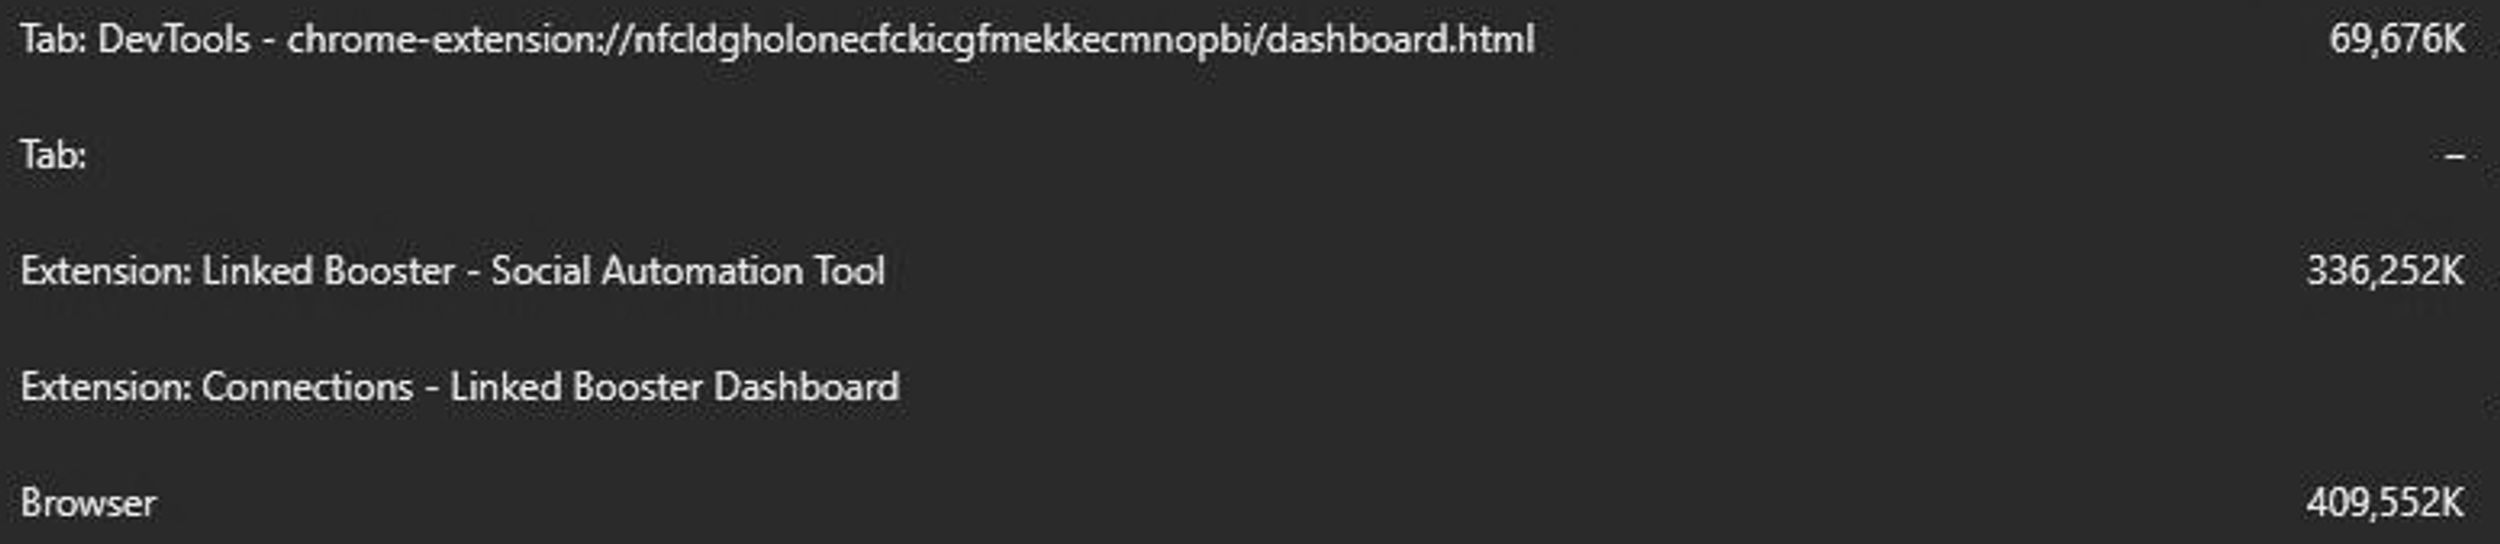 Tab: DevTools - chrome-extension://nfcldgholonecfckicgfmekkecmnopbi/dashboard.html 69,676K
Tab: –
Extension: Linked Booster - Social Automation Tool 336,252K
Extension: Connections - Linked Booster Dashboard
Browser 409,552K